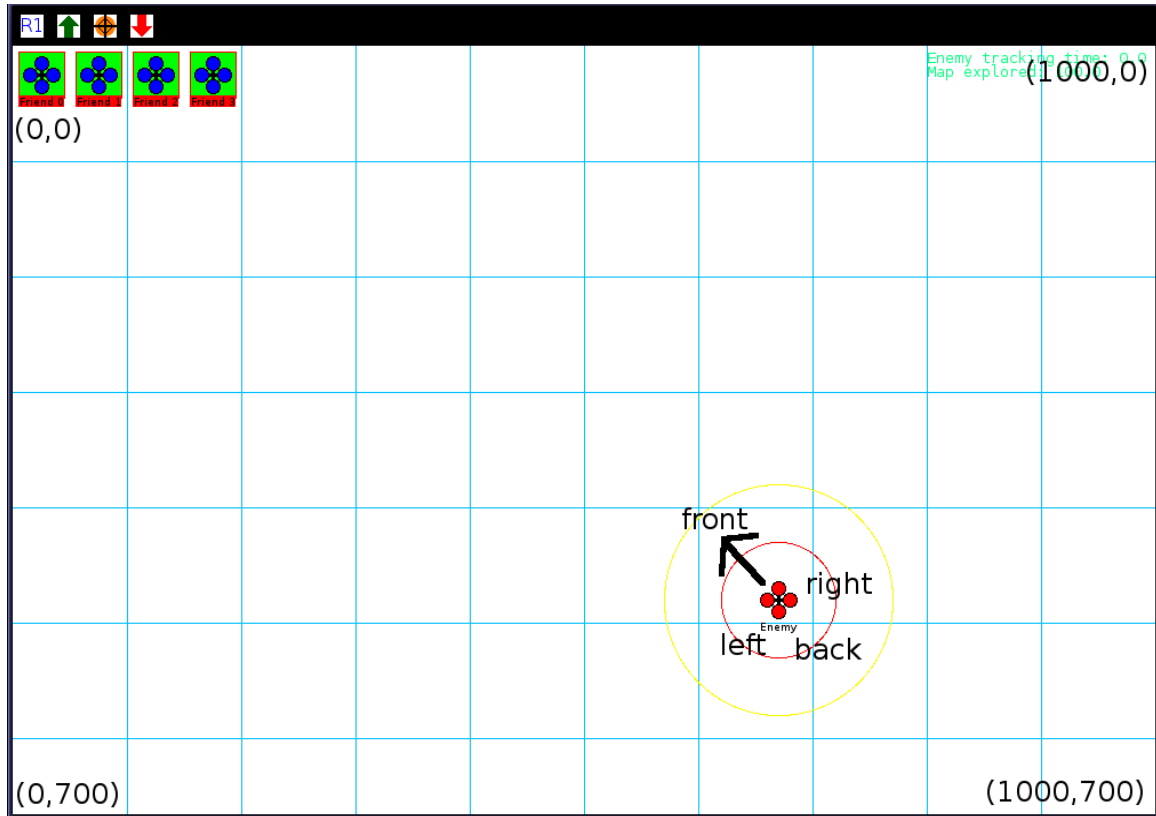 R1
Enemy tracking time: 0.0
Map explored:
(1000,0)
Friend 0
Friend 1
Friend 2
Friend 3
(0,0)
front
right
Enemy
left
back
(0,700)
(1000,700)